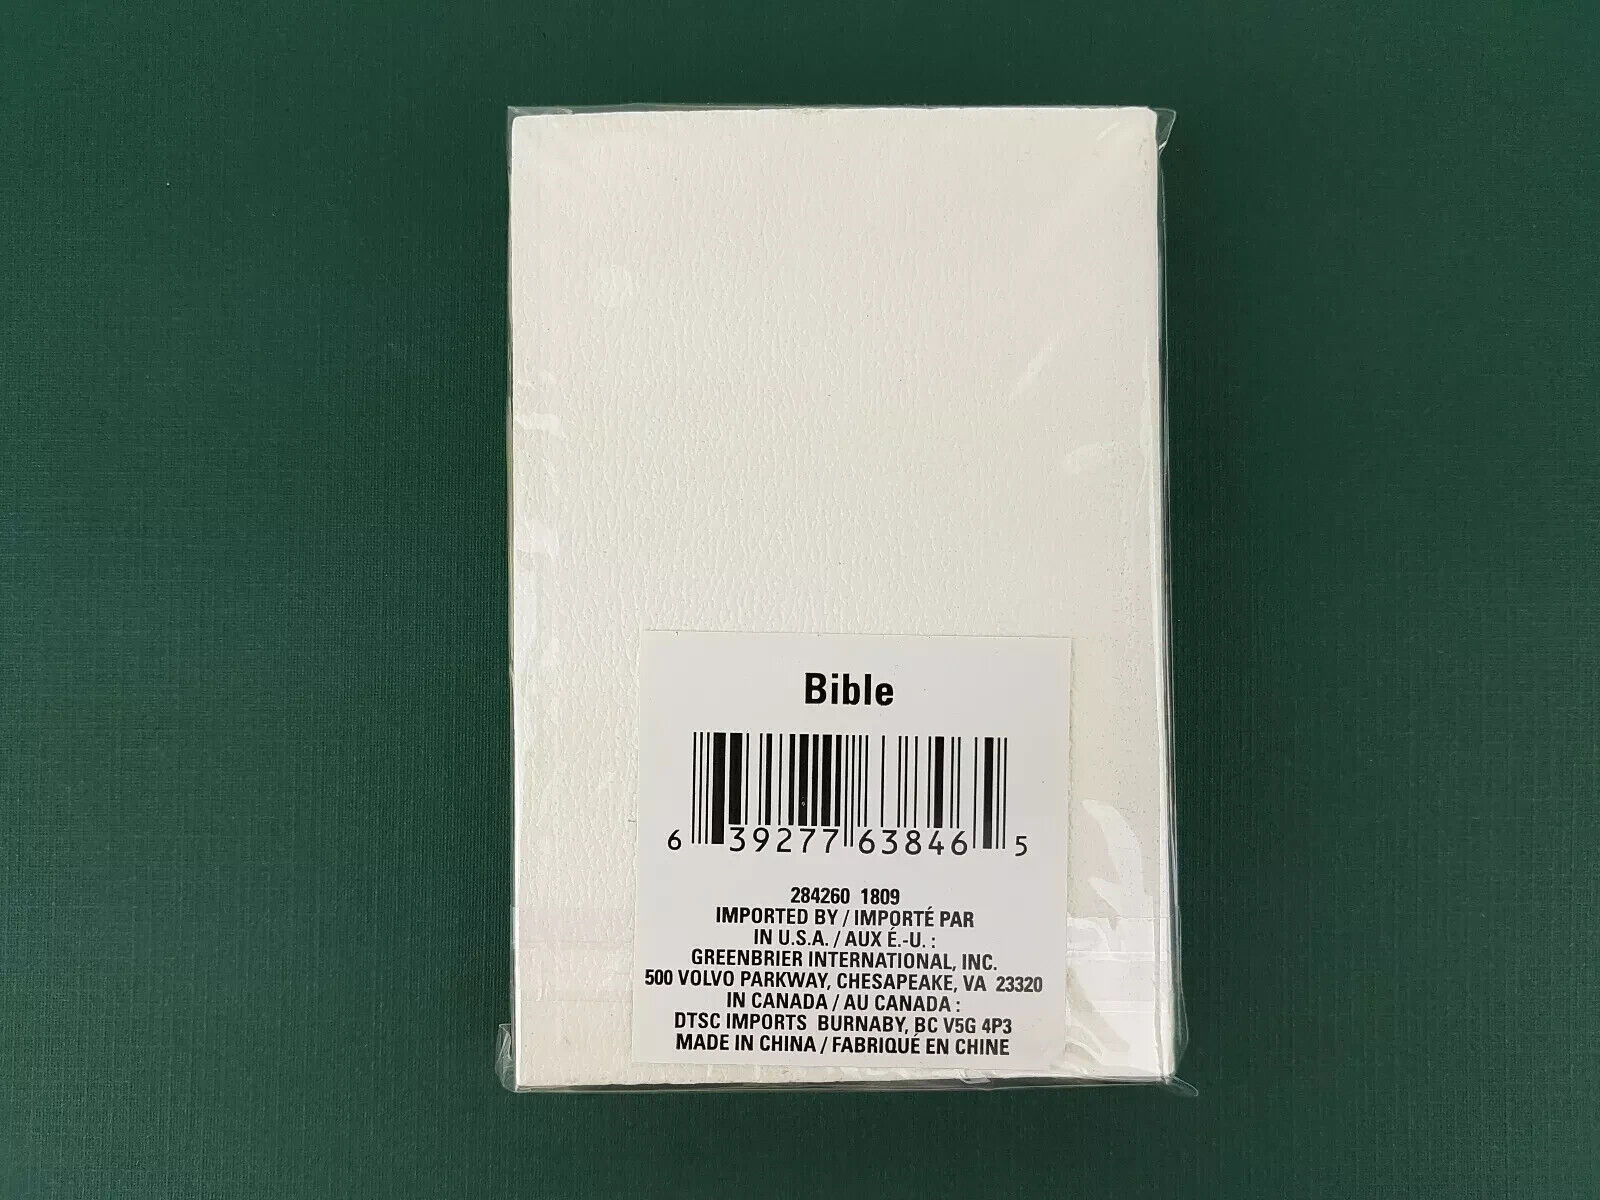 Bible
6 39277 63846 5
284260 1809
IMPORTED BY / IMPORTÉ PAR
IN U.S.A. / AUX É.-U. :
GREENBRIER INTERNATIONAL, INC.
500 VOLVO PARKWAY, CHESAPEAKE, VA 23320
IN CANADA / AU CANADA :
DTSC IMPORTS BURNABY, BC V5G 4P3
MADE IN CHINA / FABRIQUÉ EN CHINE